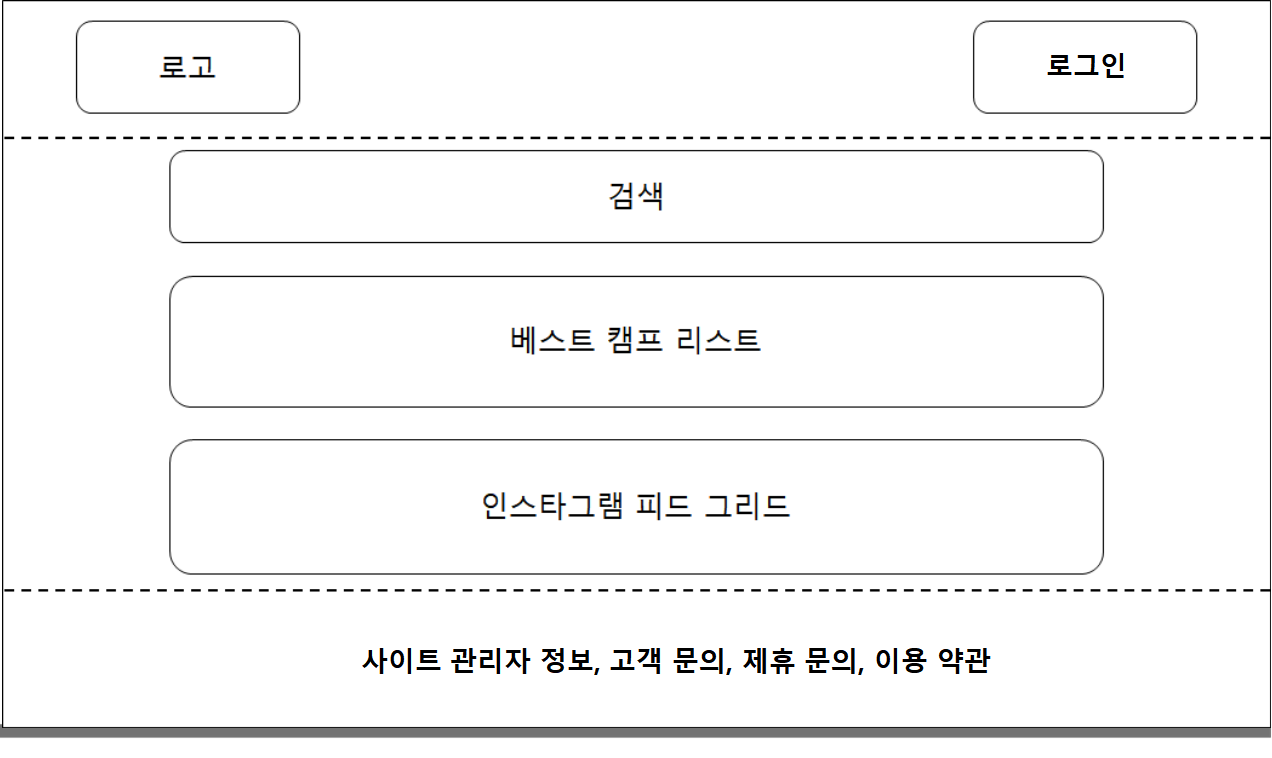 로고
로그인
검색
베스트 캠프 리스트
인스타그램 피드 그리드
사이트 관리자 정보, 고객 문의, 제휴 문의, 이용 약관